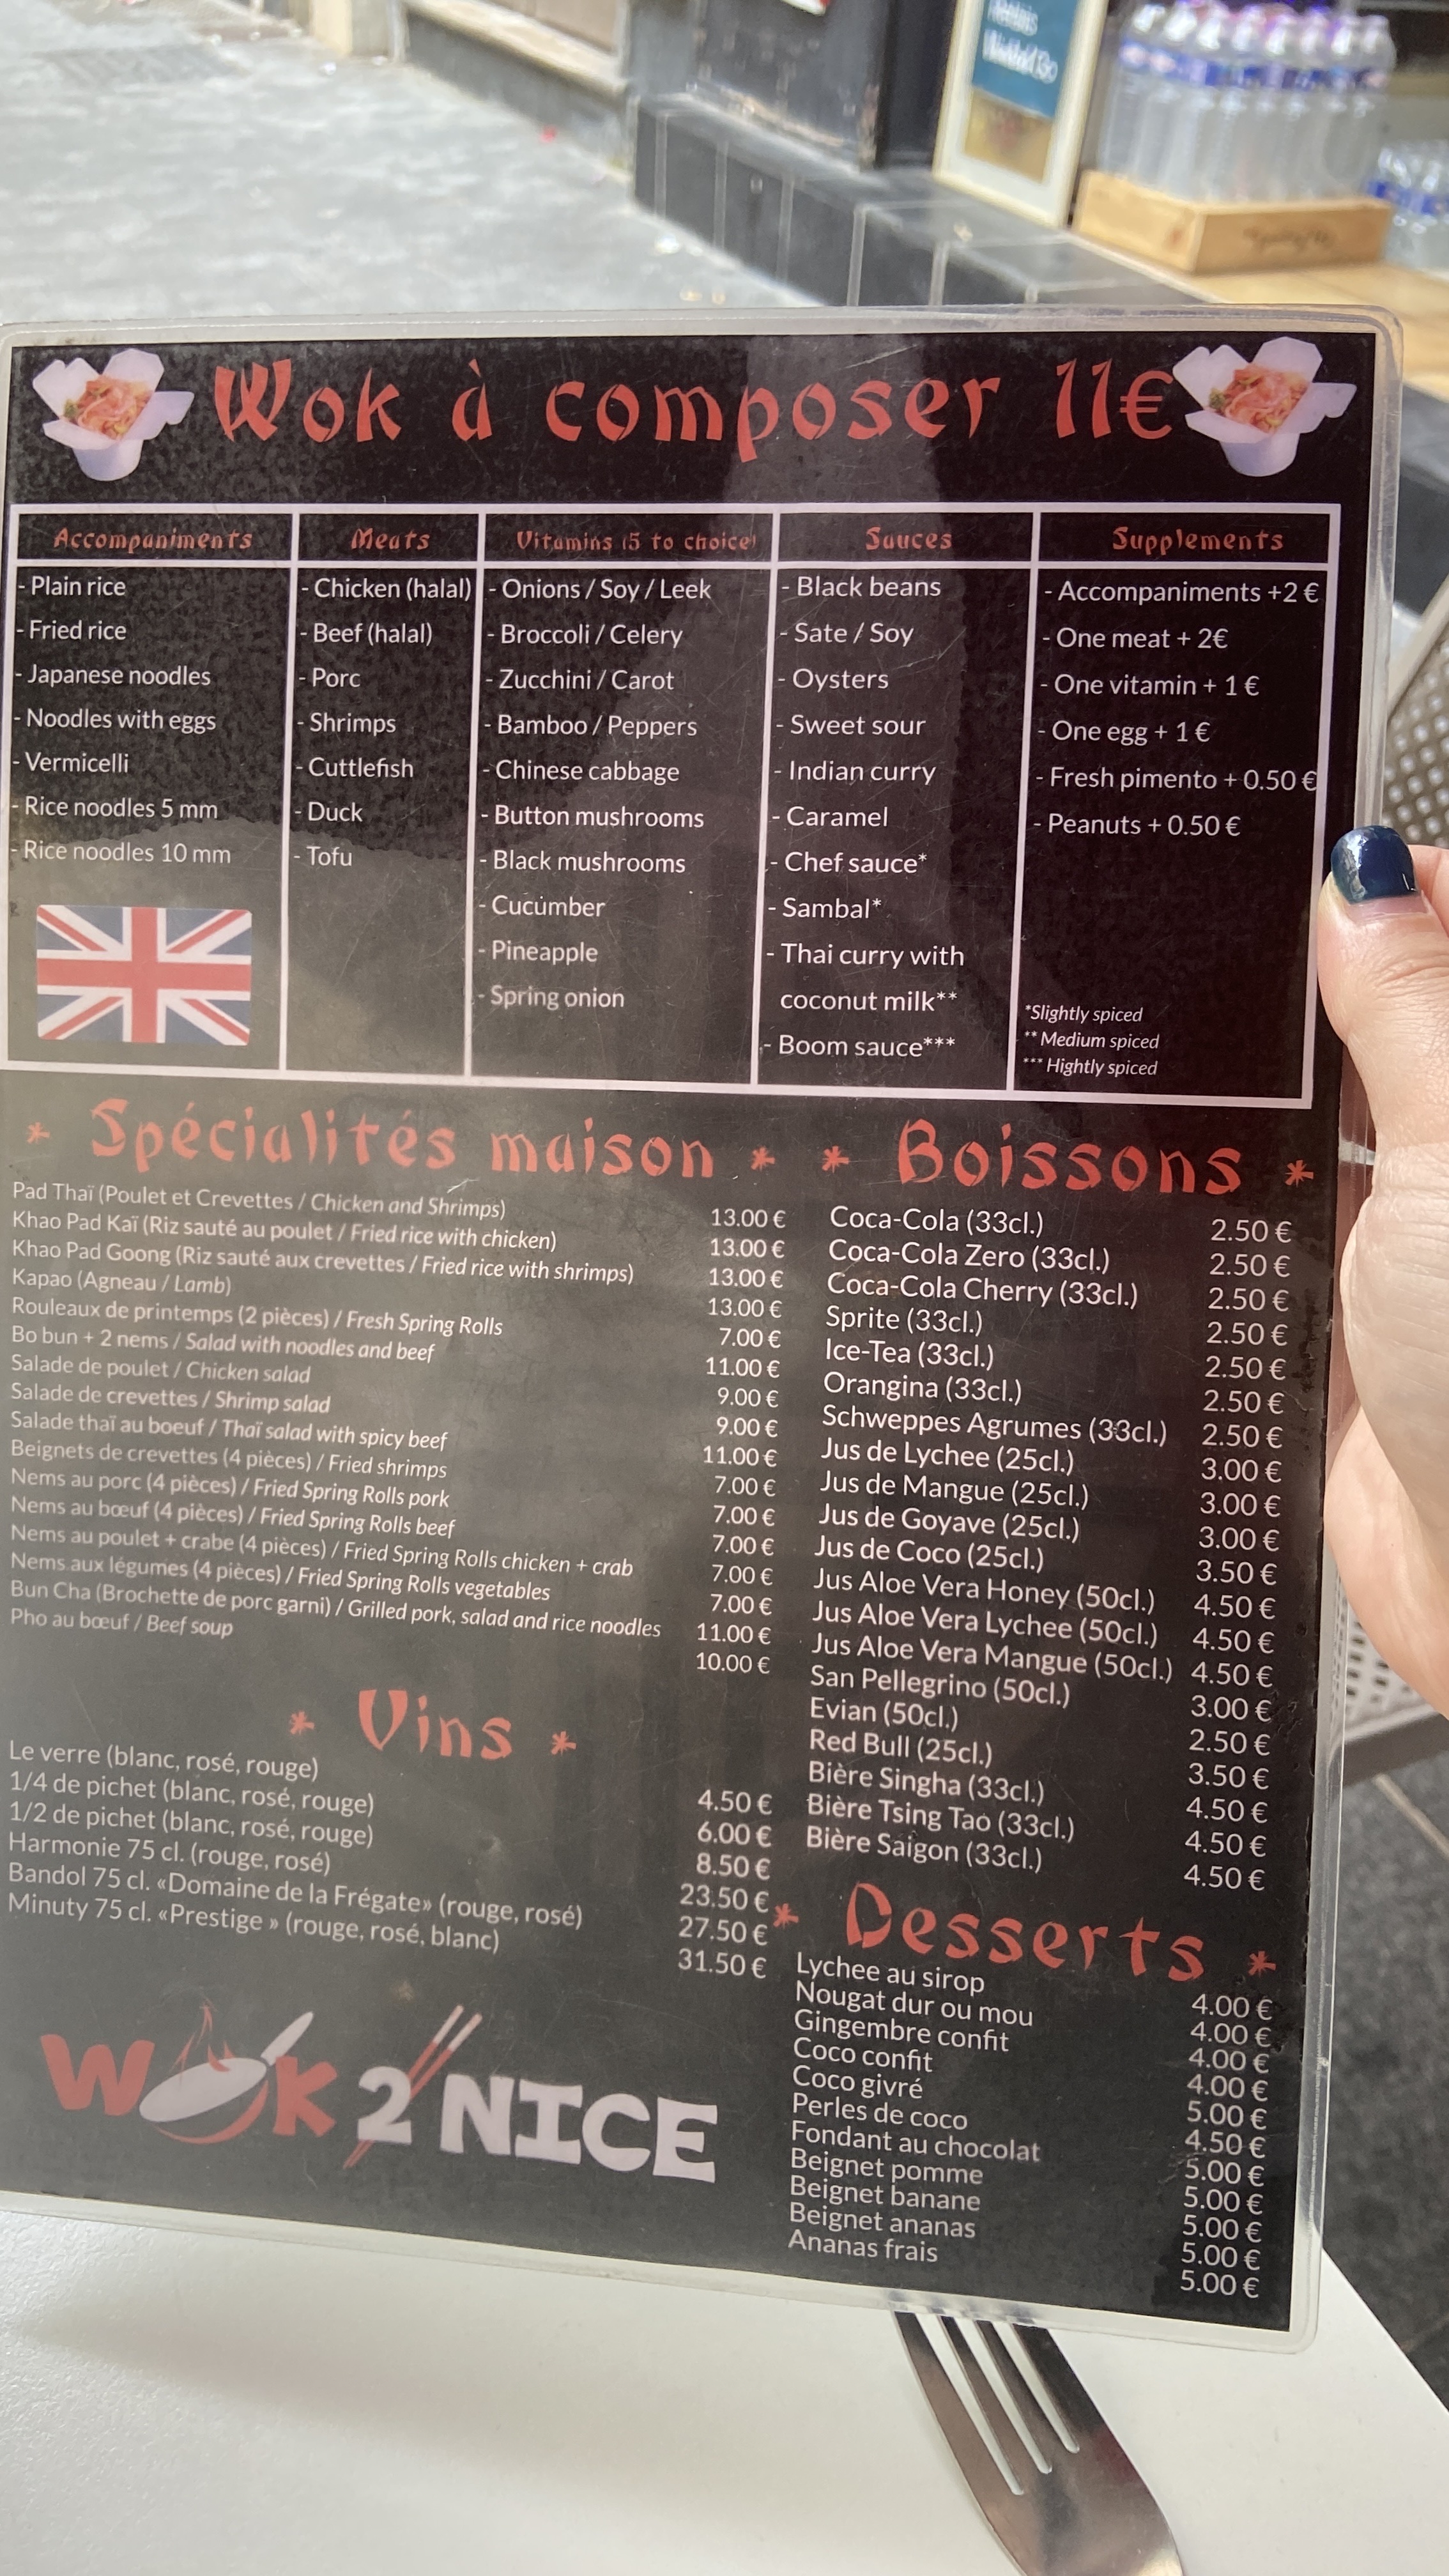 Wok à composer 11€
Accompaniments
- Plain rice
- Fried rice
- Japanese noodles
- Noodles with eggs
- Vermicelli
- Rice noodles 5 mm
- Rice noodles 10 mm
Meats
- Chicken (halal)
- Beef (halal)
- Porc
- Shrimps
- Cuttlefish
- Duck
- Tofu
Vitamins (5 to choice)
- Onions / Soy / Leek
- Broccoli / Celery
- Zucchini / Carot
- Bamboo / Peppers
- Chinese cabbage
- Button mushrooms
- Black mushrooms
- Cucumber
- Pineapple
- Spring onion
Sauces
- Black beans
- Sate / Soy
- Oysters
- Sweet sour
- Indian curry
- Caramel
- Chef sauce*
- Sambal*
- Thai curry with
coconut milk**
- Boom sauce***
Supplements
- Accompaniments +2 €
- One meat + 2€
- One vitamin + 1 €
- One egg + 1 €
- Fresh pimento + 0.50 €
- Peanuts + 0.50 €
*Slightly spiced
** Medium spiced
*** Hightly spiced
* Spécialités maison *
Pad Thaï (Poulet et Crevettes / Chicken and Shrimps) 13.00 €
Khao Pad Kaï (Riz sauté au poulet / Fried rice with chicken) 13.00 €
Khao Pad Goong (Riz sauté aux crevettes / Fried rice with shrimps) 13.00 €
Kapao (Agneau / Lamb) 13.00 €
Rouleaux de printemps (2 pièces) / Fresh Spring Rolls 7.00 €
Bo bun + 2 nems / Salad with noodles and beef 11.00 €
Salade de poulet / Chicken salad 9.00 €
Salade de crevettes / Shrimp salad 9.00 €
Salade thaï au boeuf / Thaï salad with spicy beef 11.00 €
Beignets de crevettes (4 pièces) / Fried shrimps 7.00 €
Nems au porc (4 pièces) / Fried Spring Rolls pork 7.00 €
Nems au bœuf (4 pièces) / Fried Spring Rolls beef 7.00 €
Nems au poulet + crabe (4 pièces) / Fried Spring Rolls chicken + crab 7.00 €
Nems aux légumes (4 pièces) / Fried Spring Rolls vegetables 7.00 €
Bun Cha (Brochette de porc garni) / Grilled pork, salad and rice noodles 11.00 €
Pho au bœuf / Beef soup 10.00 €
* Vins *
Le verre (blanc, rosé, rouge) 4.50 €
1/4 de pichet (blanc, rosé, rouge) 6.00 €
1/2 de pichet (blanc, rosé, rouge) 8.50 €
Harmonie 75 cl. (rouge, rosé) 23.50 €
Bandol 75 cl. «Domaine de la Frégate» (rouge, rosé) 27.50 €
Minuty 75 cl. «Prestige » (rouge, rosé, blanc) 31.50 €
WOK 2 NICE
* Boissons *
Coca-Cola (33cl.) 2.50 €
Coca-Cola Zero (33cl.) 2.50 €
Coca-Cola Cherry (33cl.) 2.50 €
Sprite (33cl.) 2.50 €
Ice-Tea (33cl.) 2.50 €
Orangina (33cl.) 2.50 €
Schweppes Agrumes (33cl.) 2.50 €
Jus de Lychee (25cl.) 3.00 €
Jus de Mangue (25cl.) 3.00 €
Jus de Goyave (25cl.) 3.00 €
Jus de Coco (25cl.) 3.50 €
Jus Aloe Vera Honey (50cl.) 4.50 €
Jus Aloe Vera Lychee (50cl.) 4.50 €
Jus Aloe Vera Mangue (50cl.) 4.50 €
San Pellegrino (50cl.) 3.00 €
Evian (50cl.) 2.50 €
Red Bull (25cl.) 3.50 €
Bière Singha (33cl.) 4.50 €
Bière Tsing Tao (33cl.) 4.50 €
Bière Saigon (33cl.) 4.50 €
* Desserts *
Lychee au sirop 4.00 €
Nougat dur ou mou 4.00 €
Gingembre confit 4.00 €
Coco confit 4.00 €
Coco givré 5.00 €
Perles de coco 4.50 €
Fondant au chocolat 5.00 €
Beignet pomme 5.00 €
Beignet banane 5.00 €
Beignet ananas 5.00 €
Ananas frais 5.00 €